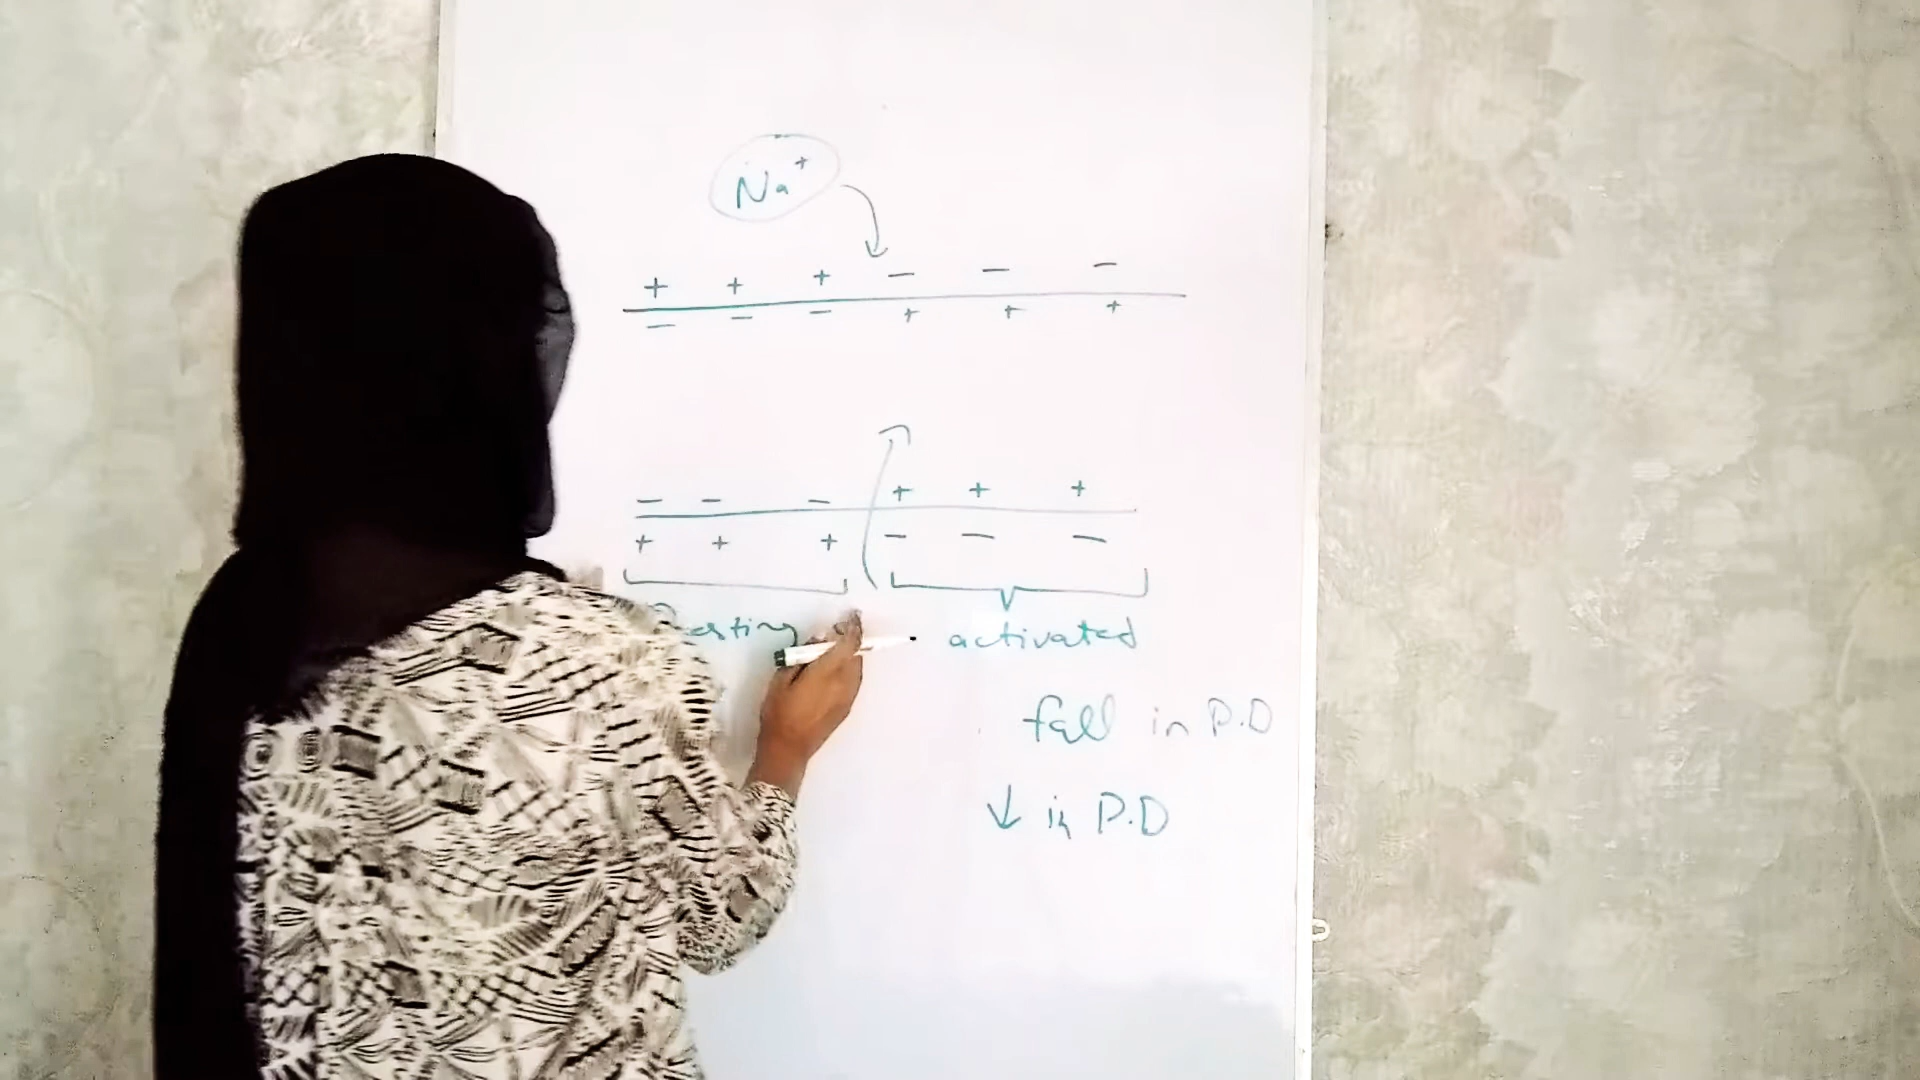 Na+
+ + + − − −
− − − + + +
− − − + + +
+ + + − − −
Resting activated
fall in P.D
↓ in P.D